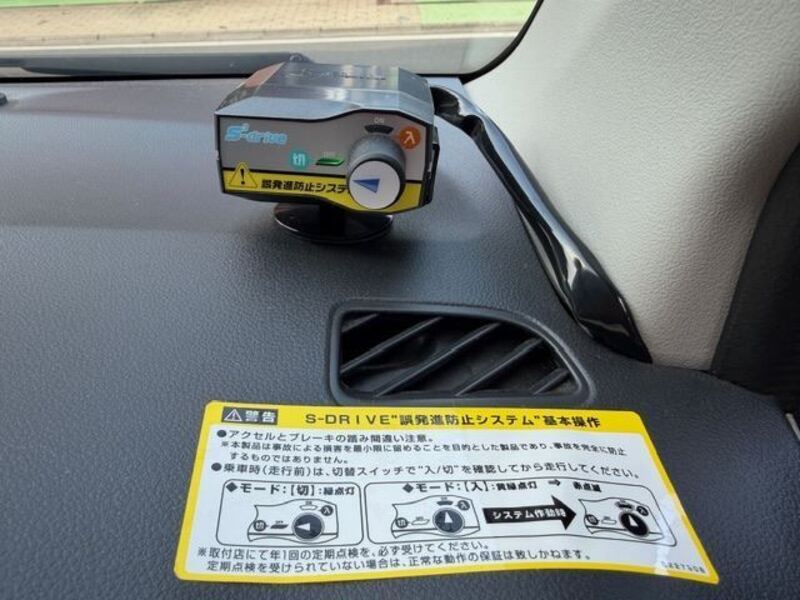 S-drive
ON
入
切
OFF
誤発進防止システ
警告 S-DRIVE"誤発進防止システム"基本操作
●アクセルとブレーキの踏み間違い注意。
※本製品は事故による損害を最小限に留めることを目的とした製品であり、事故を完全に防止
するものではありません。
●乗車時(走行前)は、切替スイッチで"入/切"を確認してから走行してください。
◆モード:【切】:緑点灯
◆モード:【入】:黄緑点灯 ⇒ 赤点滅
切 入
切 入
システム作動時
切 入
※取付店にて年1回の定期点検を、必ず受けてください。
定期点検を受けられていない場合は、正常な動作の保証は致しかねます。